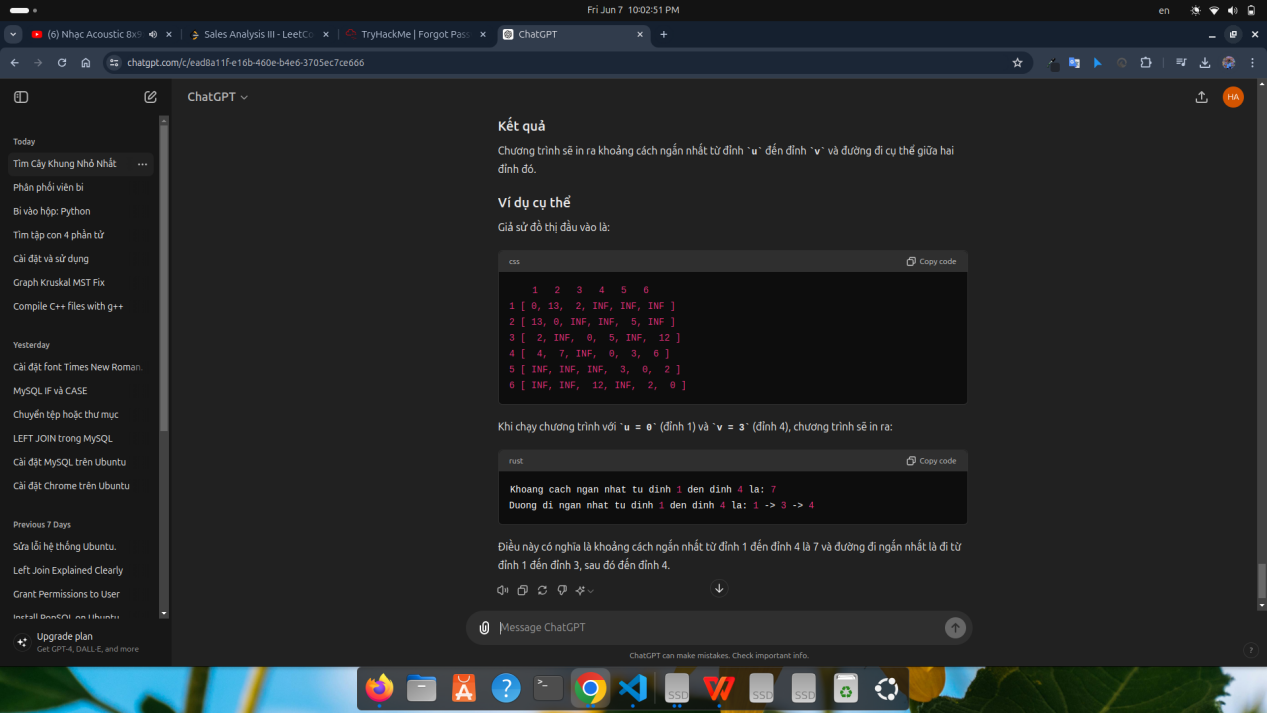 Fri Jun 7 10:02:51 PM
en
(6) Nhạc Acoustic 8x9
Sales Analysis III - LeetCo
TryHackMe | Forgot Pass
ChatGPT
chatgpt.com/c/ead8a11f-e16b-460e-b4e6-3705ec7ce666
ChatGPT
HA
Today
Tìm Cây Khung Nhỏ Nhất
Phân phối viên bi
Bi vào hộp: Python
Tìm tập con 4 phần tử
Cài đặt và sử dụng
Graph Kruskal MST Fix
Compile C++ files with g++
Yesterday
Cài đặt font Times New Roman.
MySQL IF và CASE
Chuyển tệp hoặc thư mục
LEFT JOIN trong MySQL
Cài đặt MySQL trên Ubuntu
Cài đặt Chrome trên Ubuntu
Previous 7 Days
Sửa lỗi hệ thống Ubuntu.
Left Join Explained Clearly
Grant Permissions to User
Install PopSQL on Ubuntu
Upgrade plan
Get GPT-4, DALL-E, and more
Kết quả
Chương trình sẽ in ra khoảng cách ngắn nhất từ đỉnh `u` đến đỉnh `v` và đường đi cụ thể giữa hai
đỉnh đó.
Ví dụ cụ thể
Giả sử đồ thị đầu vào là:
css
Copy code
1 2 3 4 5 6
1 [ 0, 13, 2, INF, INF, INF ]
2 [ 13, 0, INF, INF, 5, INF ]
3 [ 2, INF, 0, 5, INF, 12 ]
4 [ 4, 7, INF, 0, 3, 6 ]
5 [ INF, INF, INF, 3, 0, 2 ]
6 [ INF, INF, 12, INF, 2, 0 ]
Khi chạy chương trình với `u = 0` (đỉnh 1) và `v = 3` (đỉnh 4), chương trình sẽ in ra:
rust
Copy code
Khoang cach ngan nhat tu dinh 1 den dinh 4 la: 7
Duong di ngan nhat tu dinh 1 den dinh 4 la: 1 -> 3 -> 4
Điều này có nghĩa là khoảng cách ngắn nhất từ đỉnh 1 đến đỉnh 4 là 7 và đường đi ngắn nhất là đi từ
đỉnh 1 đến đỉnh 3, sau đó đến đỉnh 4.
Message ChatGPT
ChatGPT can make mistakes. Check important info.
?
SSD
SSD
SSD